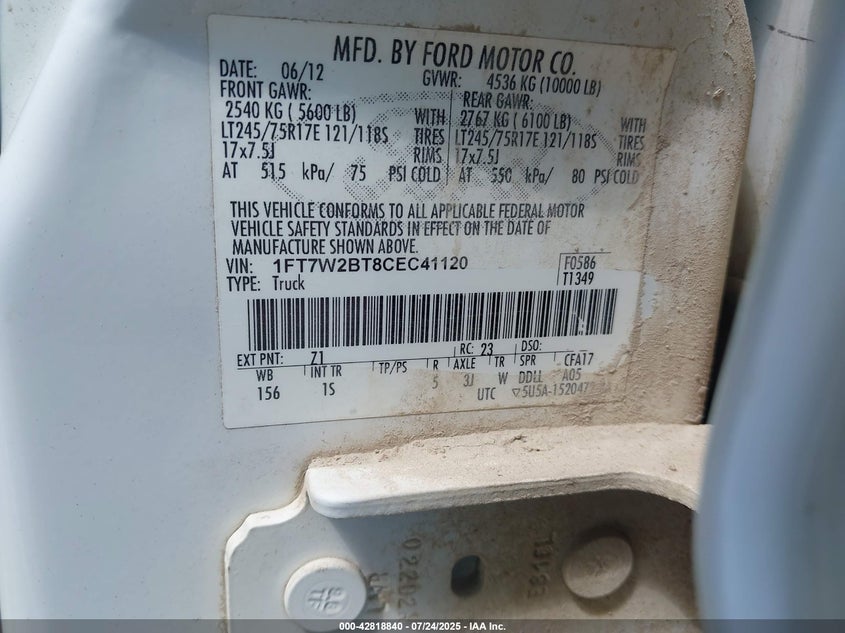 MFD. BY FORD MOTOR CO.
DATE: 06/12 GVWR: 4536 KG (10000 LB)
FRONT GAWR: REAR GAWR:
2540 KG ( 5600 LB) WITH 2767 KG ( 6100 LB) WITH
LT245/75R17E 121/118S TIRES LT245/75R17E 121/118S TIRES
17x7.5J RIMS 17x7.5J RIMS
AT 515 kPa/ 75 PSI COLD AT 550 kPa/ 80 PSI COLD
THIS VEHICLE CONFORMS TO ALL APPLICABLE FEDERAL MOTOR
VEHICLE SAFETY STANDARDS IN EFFECT ON THE DATE OF
MANUFACTURE SHOWN ABOVE.
VIN: 1FT7W2BT8CEC41120 F0586
TYPE: Truck T1349
EXT PNT: Z1 RC: 23 DSO:
WB INT TR TP/PS R AXLE TR SPR CFA17
156 1S 5 3J W DDLL A05
UTC
000-42818840 - 07/24/2025 - IAA Inc.